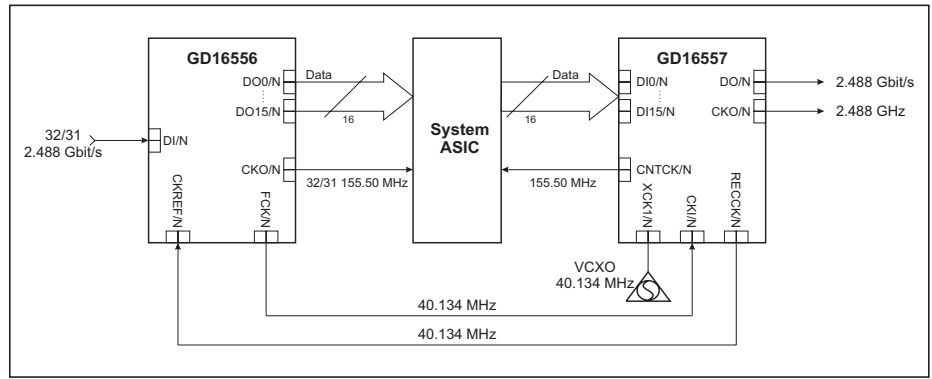 GD16556
DO0/N
DO15/N
DI/N
CKO/N
CKREF/N
FCK/N
32/31
2.488 Gbit/s
Data
16
32/31 155.50 MHz
System
ASIC
Data
16
155.50 MHz
GD16557
DI0/N
DI15/N
DO/N
CKO/N
CNTCK/N
XCK1/N
CKI/N
RECCK/N
2.488 Gbit/s
2.488 GHz
VCXO
40.134 MHz
40.134 MHz
40.134 MHz